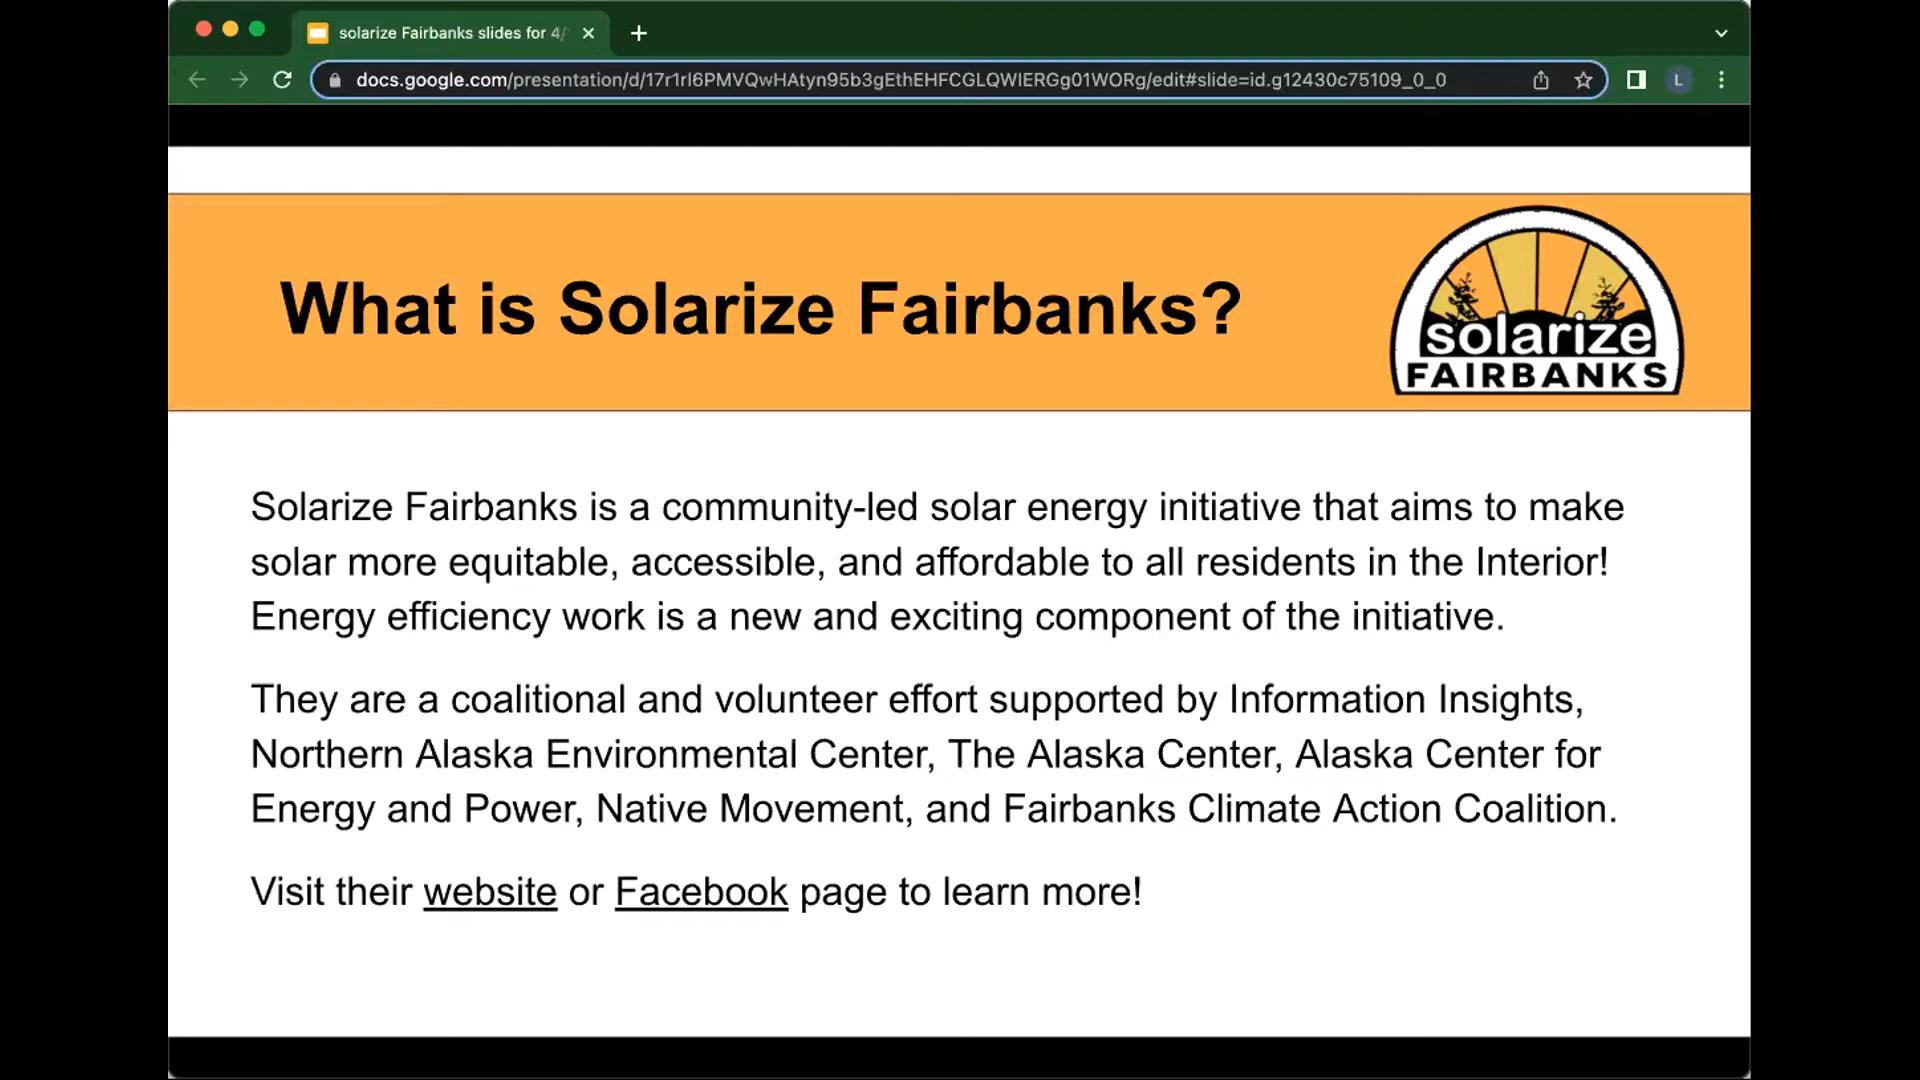 solarize Fairbanks slides for 4/
docs.google.com/presentation/d/17r1rl6PMVQwHAtyn95b3gEthEHFCGLQWIERGg01WORg/edit#slide=id.g12430c75109_0_0
L
What is Solarize Fairbanks?
solarize
FAIRBANKS
Solarize Fairbanks is a community-led solar energy initiative that aims to make
solar more equitable, accessible, and affordable to all residents in the Interior!
Energy efficiency work is a new and exciting component of the initiative.
They are a coalitional and volunteer effort supported by Information Insights,
Northern Alaska Environmental Center, The Alaska Center, Alaska Center for
Energy and Power, Native Movement, and Fairbanks Climate Action Coalition.
Visit their website or Facebook page to learn more!